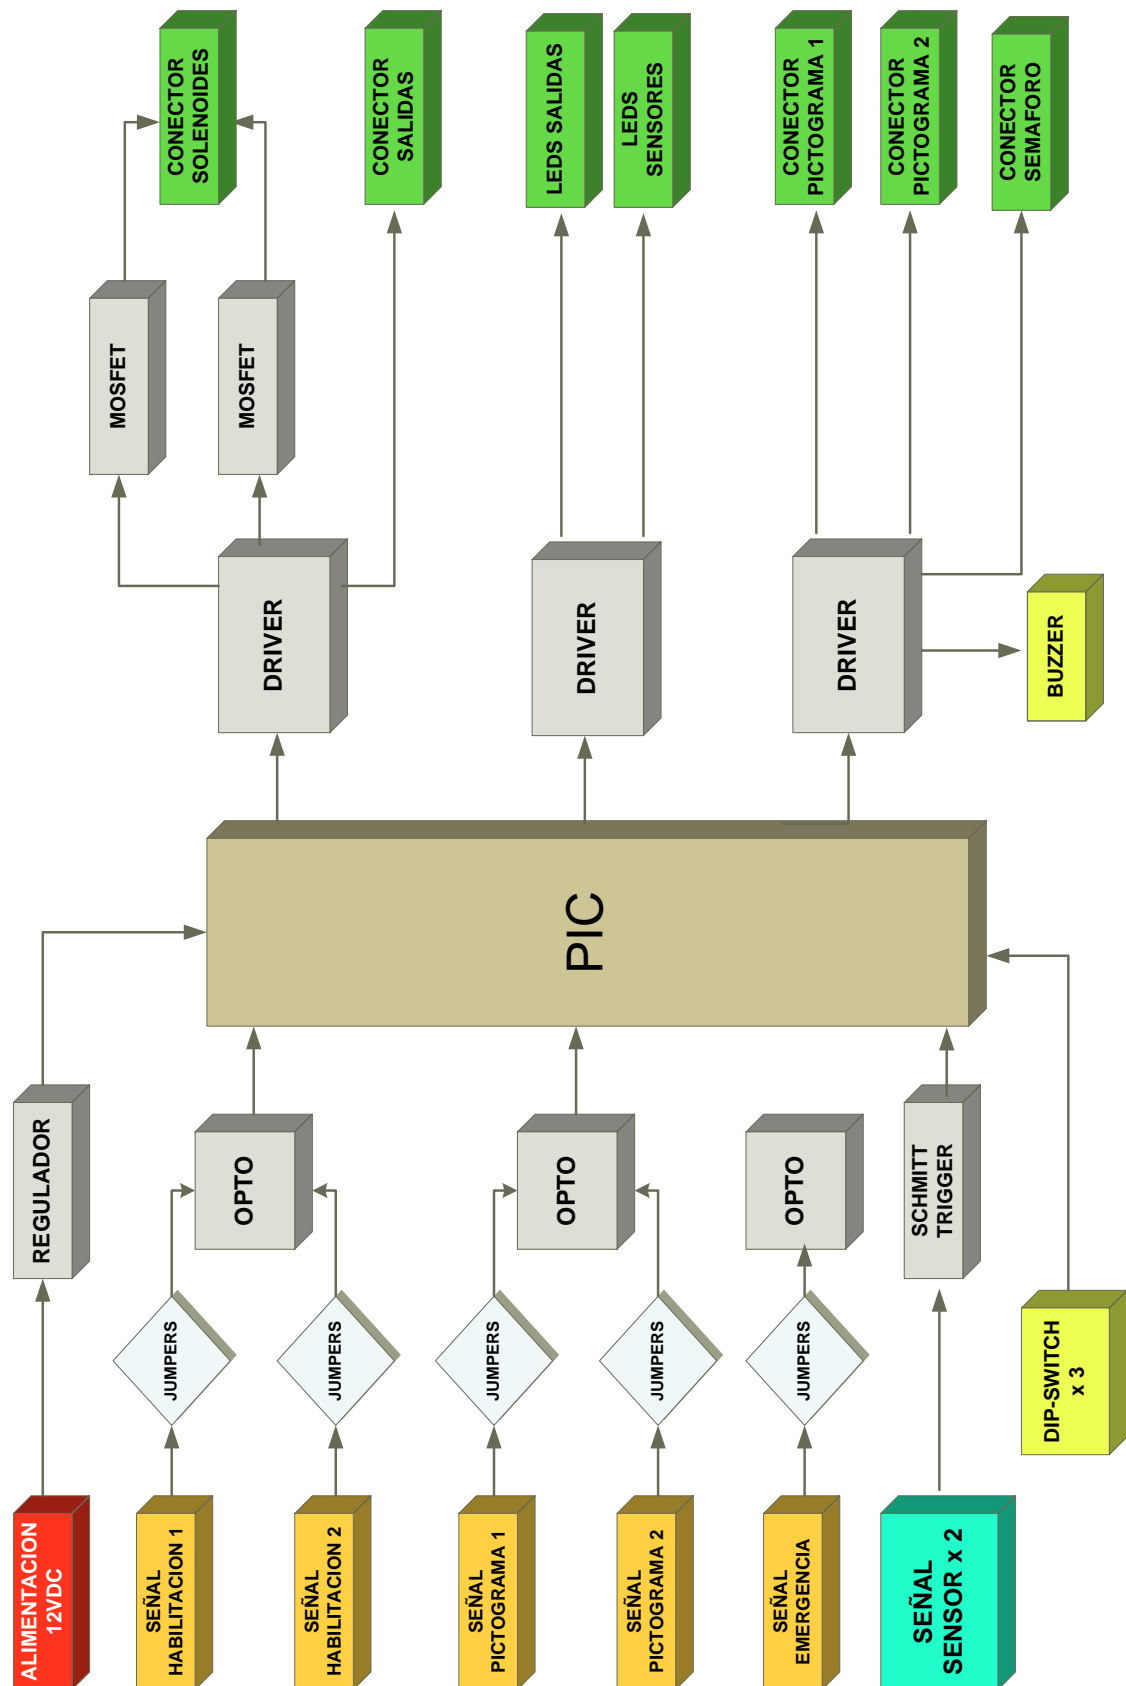 CONECTOR
SOLENOIDES
CONECTOR
SALIDAS
LEDS SALIDAS
LEDS
SENSORES
CONECTOR
PICTOGRAMA 1
CONECTOR
PICTOGRAMA 2
CONECTOR
SEMAFORO
MOSFET
MOSFET
DRIVER
DRIVER
DRIVER
BUZZER
PIC
REGULADOR
OPTO
OPTO
OPTO
SCHMITT
TRIGGER
JUMPERS
JUMPERS
JUMPERS
JUMPERS
JUMPERS
DIP-SWITCH
x 3
ALIMENTACION
12VDC
SEÑAL
HABILITACION 1
SEÑAL
HABILITACION 2
SEÑAL
PICTOGRAMA 1
SEÑAL
PICTOGRAMA 2
SEÑAL
EMERGENCIA
SEÑAL
SENSOR x 2